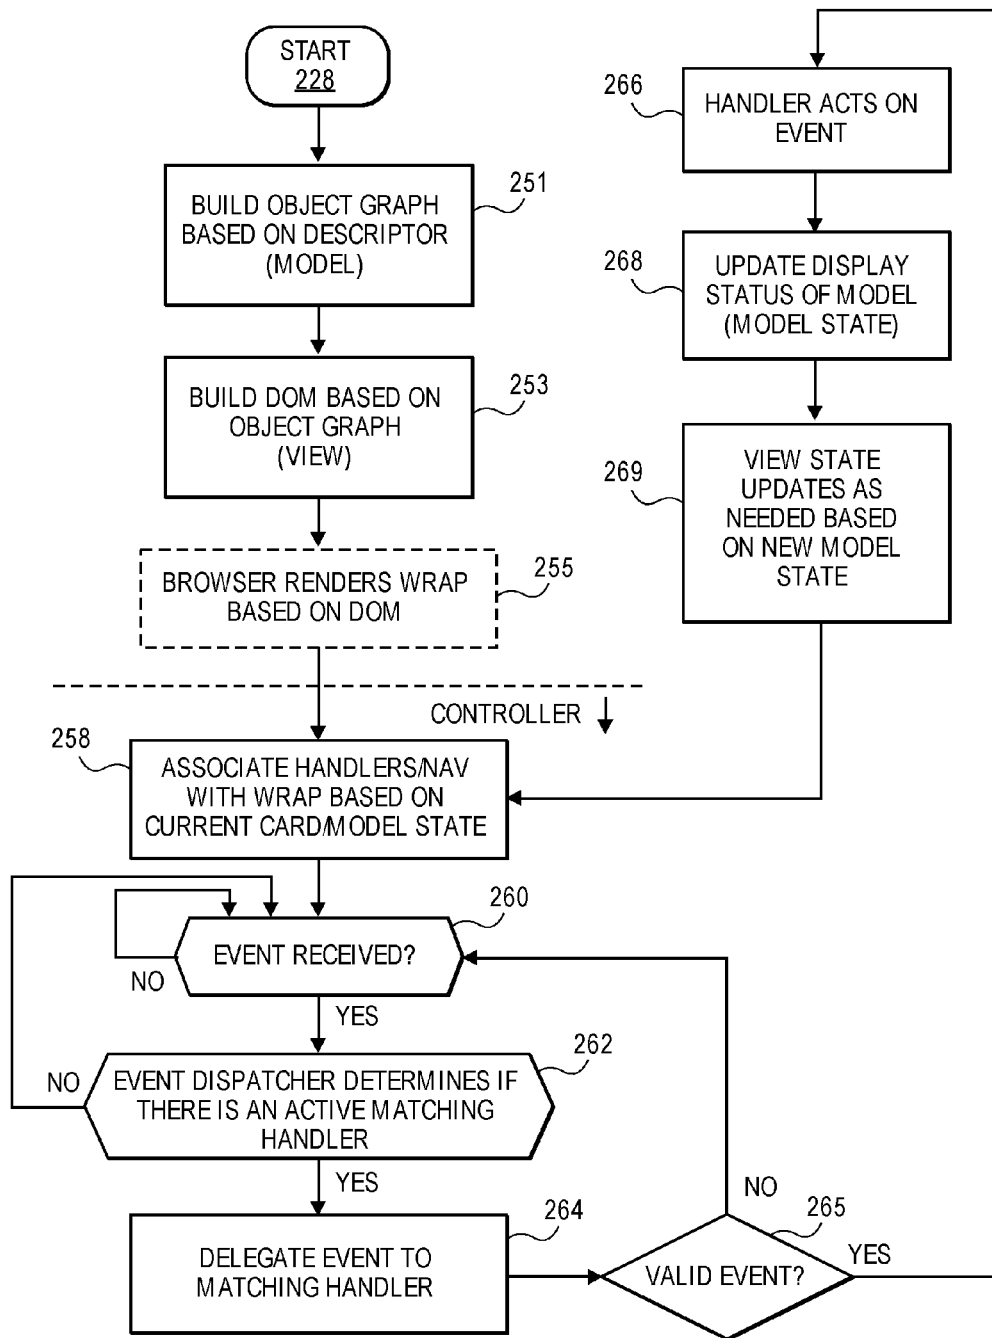 START
228
251
BUILD OBJECT GRAPH
BASED ON DESCRIPTOR
(MODEL)
253
BUILD DOM BASED ON
OBJECT GRAPH
(VIEW)
255
BROWSER RENDERS WRAP
BASED ON DOM
CONTROLLER
258
ASSOCIATE HANDLERS/NAV
WITH WRAP BASED ON
CURRENT CARD/MODEL STATE
260
EVENT RECEIVED?
NO
YES
262
NO
EVENT DISPATCHER DETERMINES IF
THERE IS AN ACTIVE MATCHING
HANDLER
YES
264
DELEGATE EVENT TO
MATCHING HANDLER
265
NO
VALID EVENT?
YES
266
HANDLER ACTS ON
EVENT
268
UPDATE DISPLAY
STATUS OF MODEL
(MODEL STATE)
269
VIEW STATE
UPDATES AS
NEEDED BASED
ON NEW MODEL
STATE